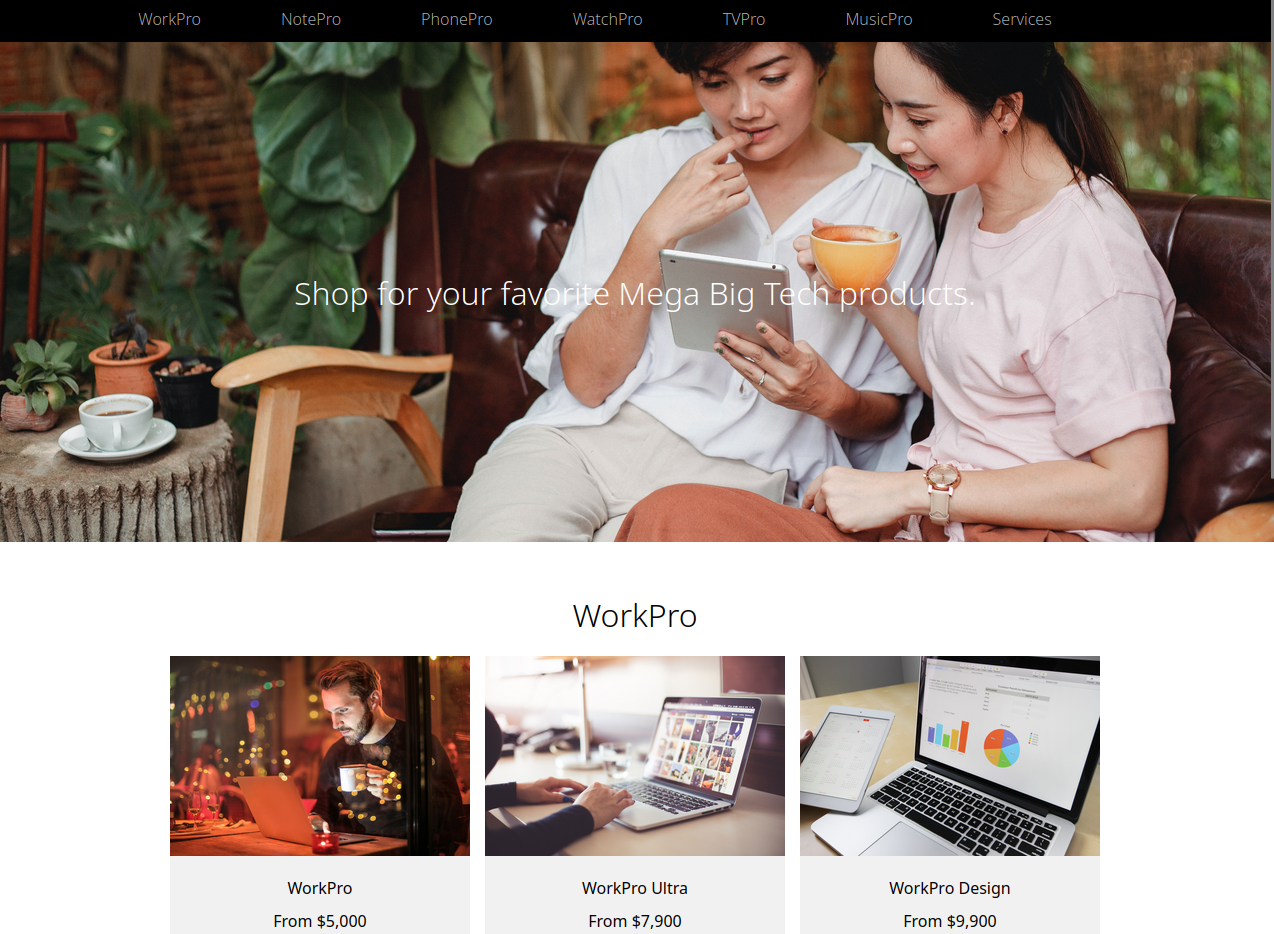 WorkPro NotePro PhonePro WatchPro TVPro MusicPro Services
Shop for your favorite Mega Big Tech products.
WorkPro
WorkPro WorkPro Ultra WorkPro Design
From $5,000 From $7,900 From $9,900